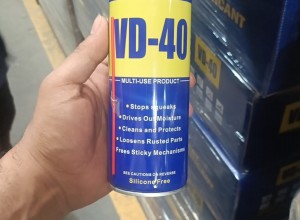 VD-40
MULTI-USE PRODUCT
•Stops squeaks
•Drives Out Moisture
•Cleans and Protects
•Loosens Rusted Parts
Frees Sticky Mechanisms
SEE CAUTIONS ON REVERSE
Silicone Free